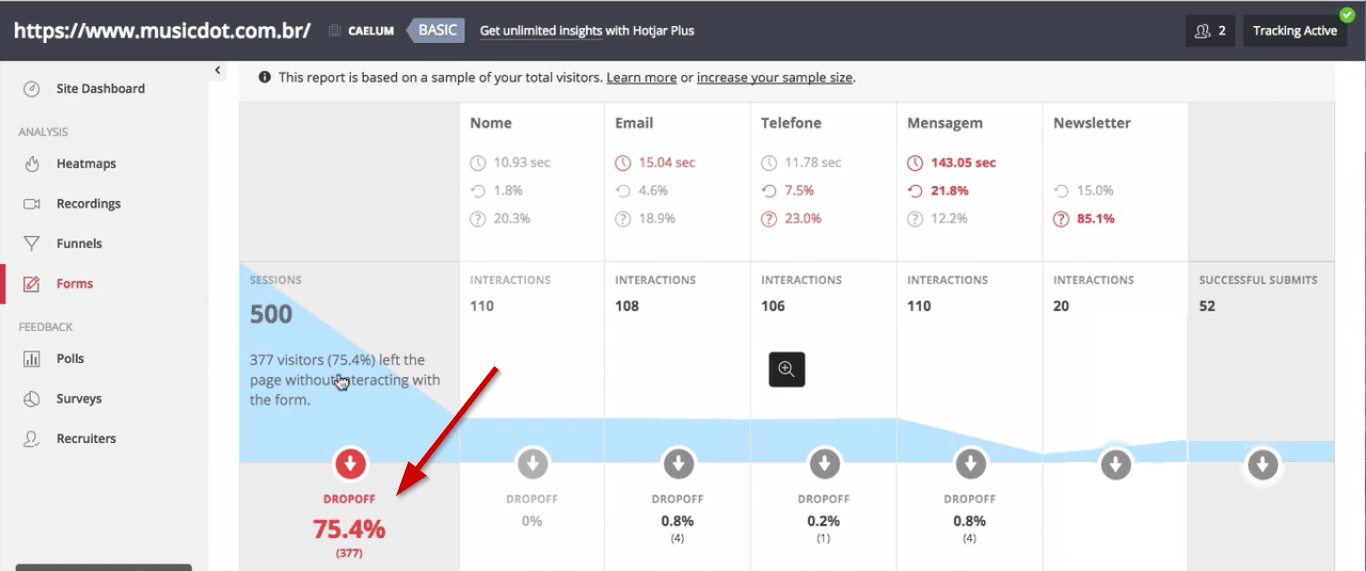 https://www.musicdot.com.br/ CAELUM BASIC Get unlimited insights with Hotjar Plus 2 Tracking Active
Site Dashboard
ANALYSIS
Heatmaps
Recordings
Funnels
Forms
FEEDBACK
Polls
Surveys
Recruiters
This report is based on a sample of your total visitors. Learn more or increase your sample size.
Nome Email Telefone Mensagem Newsletter
10.93 sec 15.04 sec 11.78 sec 143.05 sec
1.8% 4.6% 7.5% 21.8% 15.0%
20.3% 18.9% 23.0% 12.2% 85.1%
SESSIONS INTERACTIONS INTERACTIONS INTERACTIONS INTERACTIONS INTERACTIONS SUCCESSFUL SUBMITS
500 110 108 106 110 20 52
377 visitors (75.4%) left the
page without interacting with
the form.
DROPOFF DROPOFF DROPOFF DROPOFF DROPOFF
75.4% 0% 0.8% 0.2% 0.8%
(377) (4) (1) (4)